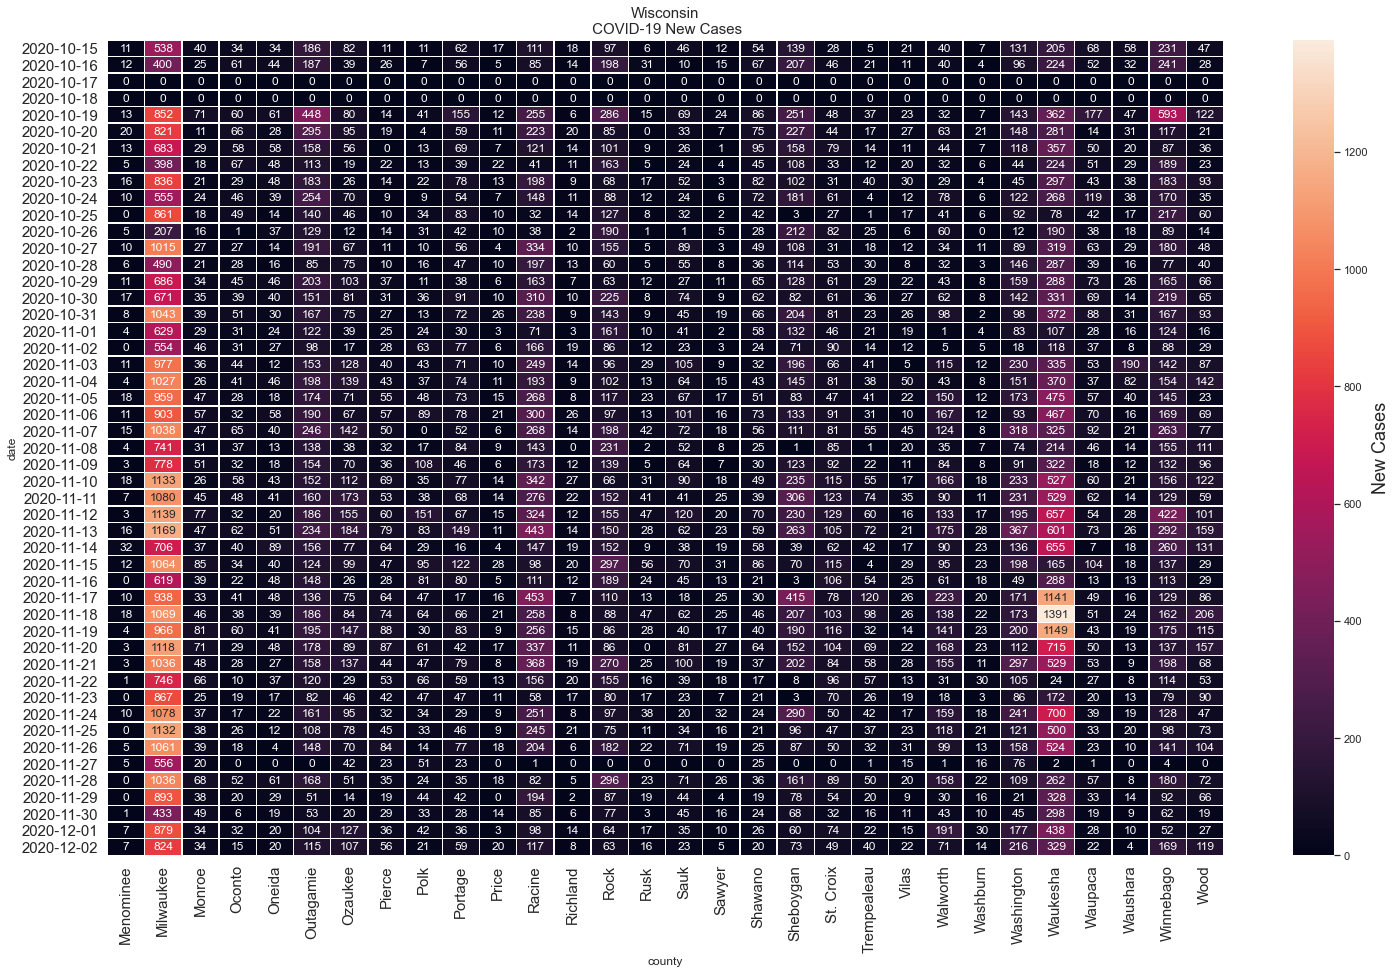 Wisconsin
COVID-19 New Cases
2020-10-15 11 538 40 34 34 186 82 11 11 62 17 111 18 97 6 46 12 54 139 28 5 21 40 7 131 205 68 58 231 47
2020-10-16 12 400 25 61 44 187 39 26 7 56 5 85 14 198 31 10 15 67 207 46 21 11 40 4 96 224 52 32 241 28
2020-10-17 0 0 0 0 0 0 0 0 0 0 0 0 0 0 0 0 0 0 0 0 0 0 0 0 0 0 0 0 0 0
2020-10-18 0 0 0 0 0 0 0 0 0 0 0 0 0 0 0 0 0 0 0 0 0 0 0 0 0 0 0 0 0 0
2020-10-19 13 852 71 60 61 448 80 14 41 155 12 255 6 286 15 69 24 86 251 48 37 23 32 7 143 362 177 47 593 122
2020-10-20 20 821 11 66 28 295 95 19 4 59 11 223 20 85 0 33 7 75 227 44 17 27 63 21 148 281 14 31 117 21
2020-10-21 13 683 29 58 58 158 56 0 13 69 7 121 14 101 9 26 1 95 158 79 14 11 44 7 118 357 50 20 87 36
2020-10-22 5 398 18 67 48 113 19 22 13 39 22 41 11 163 5 24 4 45 108 33 12 20 32 6 44 224 51 29 189 23
2020-10-23 16 836 21 29 48 183 26 14 22 78 13 198 9 68 17 52 3 82 102 31 40 30 29 4 45 297 43 38 183 93
2020-10-24 10 555 24 46 39 254 70 9 9 54 7 148 11 88 12 24 6 72 181 61 4 12 78 6 122 268 119 38 170 35
2020-10-25 0 861 18 49 14 140 46 10 34 83 10 32 14 127 8 32 2 42 3 27 1 17 41 6 92 78 42 17 217 60
2020-10-26 5 207 16 1 37 129 12 14 31 42 10 38 2 190 1 1 5 28 212 82 25 6 60 0 12 190 38 18 89 14
2020-10-27 10 1015 27 27 14 191 67 11 10 56 4 334 10 155 5 89 3 49 108 31 18 12 34 11 89 319 63 29 180 48
2020-10-28 6 490 21 28 16 85 75 10 16 47 10 197 13 60 5 55 8 36 114 53 30 8 32 3 146 287 39 16 77 40
2020-10-29 11 686 34 45 46 203 103 37 11 38 6 163 7 63 12 27 11 65 128 61 29 22 43 8 159 288 73 26 165 66
2020-10-30 17 671 35 39 40 151 81 31 36 91 10 310 10 225 8 74 9 62 82 61 36 27 62 8 142 331 69 14 219 65
2020-10-31 8 1043 39 51 30 167 75 27 13 72 26 238 9 143 9 45 19 66 204 81 23 26 98 2 98 372 88 31 167 93
2020-11-01 4 629 29 31 24 122 39 25 24 30 3 71 3 161 10 41 2 58 132 46 21 19 1 4 83 107 28 16 124 16
2020-11-02 0 554 46 31 27 98 17 28 63 77 6 166 19 86 12 23 3 24 71 90 14 12 5 5 18 118 37 8 88 29
2020-11-03 11 977 36 44 12 153 128 40 43 71 10 249 14 96 29 105 9 32 196 66 41 5 115 12 230 335 53 190 142 87
2020-11-04 4 1027 26 41 46 198 139 43 37 74 11 193 9 102 13 64 15 43 145 81 38 50 43 8 151 370 37 82 154 142
2020-11-05 18 959 47 28 18 174 71 55 48 73 15 268 8 117 23 67 17 51 83 47 41 22 150 12 173 475 57 40 145 23
2020-11-06 11 903 57 32 58 190 67 57 89 78 21 300 26 97 13 101 16 73 133 91 31 10 167 12 93 467 70 16 169 69
2020-11-07 15 1038 47 65 40 246 142 50 0 52 6 268 14 198 42 72 18 56 111 81 55 45 124 8 318 325 92 21 263 77
2020-11-08 4 741 31 37 13 138 38 32 17 84 9 143 0 231 2 52 8 25 1 85 1 20 35 7 74 214 46 14 155 111
2020-11-09 3 778 51 32 18 154 70 36 108 46 6 173 12 139 5 64 7 30 123 92 22 11 84 8 91 322 18 12 132 96
2020-11-10 18 1133 26 58 43 152 112 69 35 77 14 342 27 66 31 90 18 49 235 115 55 17 166 18 233 527 60 21 156 122
2020-11-11 7 1080 45 48 41 160 173 53 38 68 14 276 22 152 41 41 25 39 306 123 74 35 90 11 231 529 62 14 129 59
2020-11-12 3 1139 77 32 20 186 155 60 151 67 15 324 12 155 47 120 20 70 230 129 60 16 133 17 195 657 54 28 422 101
2020-11-13 16 1169 47 62 51 234 184 79 83 149 11 443 14 150 28 62 23 59 263 105 72 21 175 28 367 601 73 26 292 159
2020-11-14 32 706 37 40 89 156 77 64 29 16 4 147 19 152 9 38 19 58 39 62 42 17 90 23 136 655 7 18 260 131
2020-11-15 12 1064 85 34 40 124 99 47 95 122 28 98 20 297 56 70 31 86 70 115 4 29 95 23 198 165 104 18 137 29
2020-11-16 0 619 39 22 48 148 26 28 81 80 5 111 12 189 24 45 13 21 3 106 54 25 61 18 49 288 13 13 113 29
2020-11-17 10 938 33 41 48 136 75 64 47 17 16 453 7 110 13 18 25 30 415 78 120 26 223 20 171 1141 49 16 129 86
2020-11-18 18 1069 46 38 39 186 84 74 64 66 21 258 8 88 47 62 25 46 207 103 98 26 138 22 173 1391 51 24 162 206
2020-11-19 4 966 81 60 41 195 147 88 30 83 9 256 15 86 28 40 17 40 190 116 32 14 141 23 200 1149 43 19 175 115
2020-11-20 3 1118 71 29 48 178 89 87 61 42 17 337 11 86 0 81 27 64 152 104 69 22 168 23 112 715 50 13 137 157
2020-11-21 3 1036 48 28 27 158 137 44 47 79 8 368 19 270 25 100 19 37 202 84 58 28 155 11 297 529 53 9 198 68
2020-11-22 1 746 66 10 37 120 29 53 66 59 13 156 20 155 16 39 18 17 8 96 57 13 31 30 105 24 27 8 114 53
2020-11-23 0 867 25 19 17 82 46 42 47 47 11 58 17 80 17 23 7 21 3 70 26 19 18 3 86 172 20 13 79 90
2020-11-24 10 1078 37 17 22 161 95 32 34 29 9 251 8 97 38 20 32 24 290 50 42 17 159 18 241 700 39 19 128 47
2020-11-25 0 1132 38 26 12 108 78 45 33 46 9 245 21 75 11 34 16 21 96 47 37 23 118 21 121 500 33 20 98 73
2020-11-26 5 1061 39 18 4 148 70 84 14 77 18 204 6 182 22 71 19 25 87 50 32 31 99 13 158 524 23 10 141 104
2020-11-27 5 556 20 0 0 0 42 23 51 23 0 1 0 0 0 0 0 25 0 0 1 15 1 16 76 2 1 0 4 0
2020-11-28 0 1036 68 52 61 168 51 35 24 35 18 82 5 296 23 71 26 36 161 89 50 20 158 22 109 262 57 8 180 72
2020-11-29 0 893 38 20 29 51 14 19 44 42 0 194 2 87 19 44 4 19 78 54 20 9 30 16 21 328 33 14 92 66
2020-11-30 1 433 49 6 19 53 20 29 33 28 14 85 6 77 3 45 16 24 68 32 16 11 43 10 45 298 19 9 62 19
2020-12-01 7 879 34 32 20 104 127 36 42 36 3 98 14 64 17 35 10 26 60 74 22 15 191 30 177 438 28 10 52 27
2020-12-02 7 824 34 15 20 115 107 56 21 59 20 117 8 63 16 23 5 20 73 49 40 22 71 14 216 329 22 4 169 119
date
Menominee Milwaukee Monroe Oconto Oneida Outagamie Ozaukee Pierce Polk Portage Price Racine Richland Rock Rusk Sauk Sawyer Shawano Sheboygan St. Croix Trempealeau Vilas Walworth Washburn Washington Waukesha Waupaca Waushara Winnebago Wood
county
1200
1000
800
600
400
200
0
New Cases